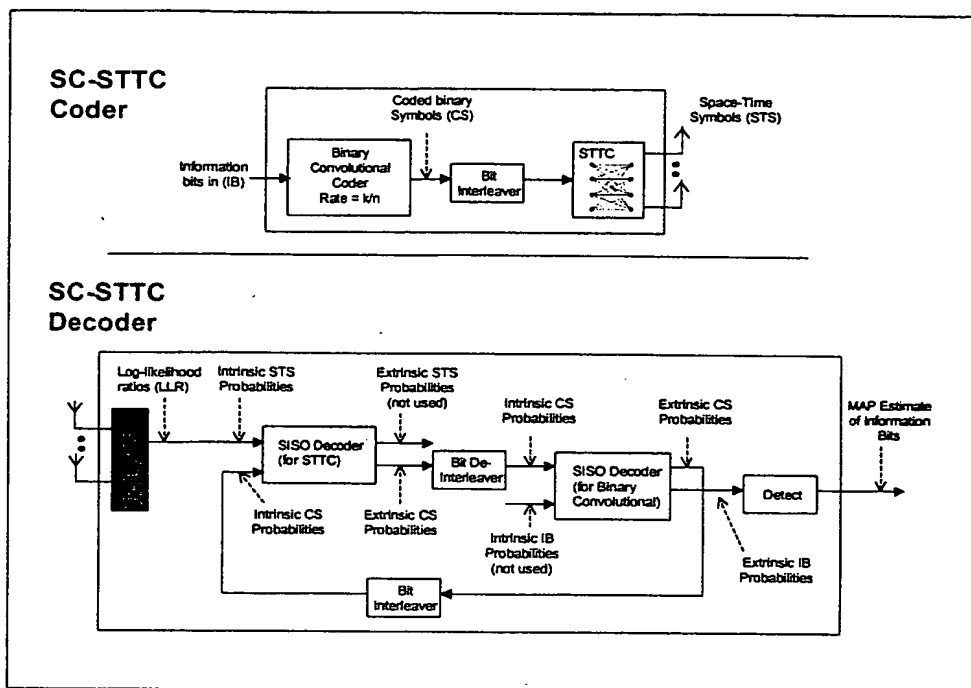 SC-STTC
Coder
Coded binary
Symbols (CS)
Space-Time
Symbols (STS)
Information
bits in (IB)
Binary
Convolutional
Coder
Rate = k/n
Bit
Interleaver
STTC
SC-STTC
Decoder
Log-likelihood
ratios (LLR)
Intrinsic STS
Probabilities
Extrinsic STS
Probabilities
(not used)
Intrinsic CS
Probabilities
Extrinsic CS
Probabilities
MAP Estimate
of Information
Bits
SISO Decoder
(for STTC)
Bit De-
Interleaver
SISO Decoder
(for Binary
Convolutional)
Detect
Intrinsic CS
Probabilities
Extrinsic CS
Probabilities
Intrinsic IB
Probabilities
(not used)
Extrinsic IB
Probabilities
Bit
Interleaver